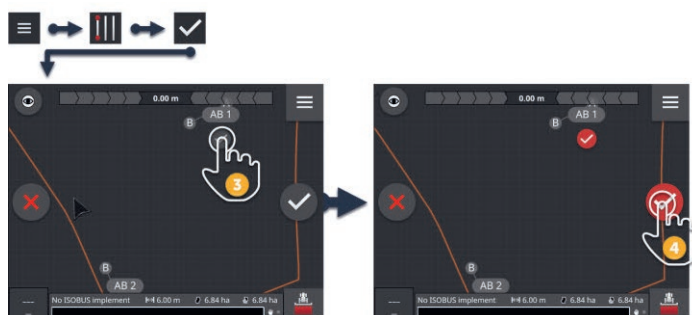 0.00 m
AB 1
B
3
B
AB 2
No ISOBUS implement 6.00 m 6.84 ha 6.84 ha
0.00 m
AB 1
B
4
B
AB 2
No ISOBUS implement 6.00 m 6.84 ha 6.84 ha